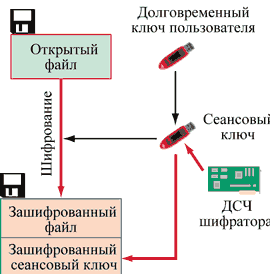 Долговременный
ключ пользователя
Открытый
файл
Шифрование
Сеансовый
ключ
ДСЧ
шифратора
Зашифрованный
файл
Зашифрованный
сеансовый ключ